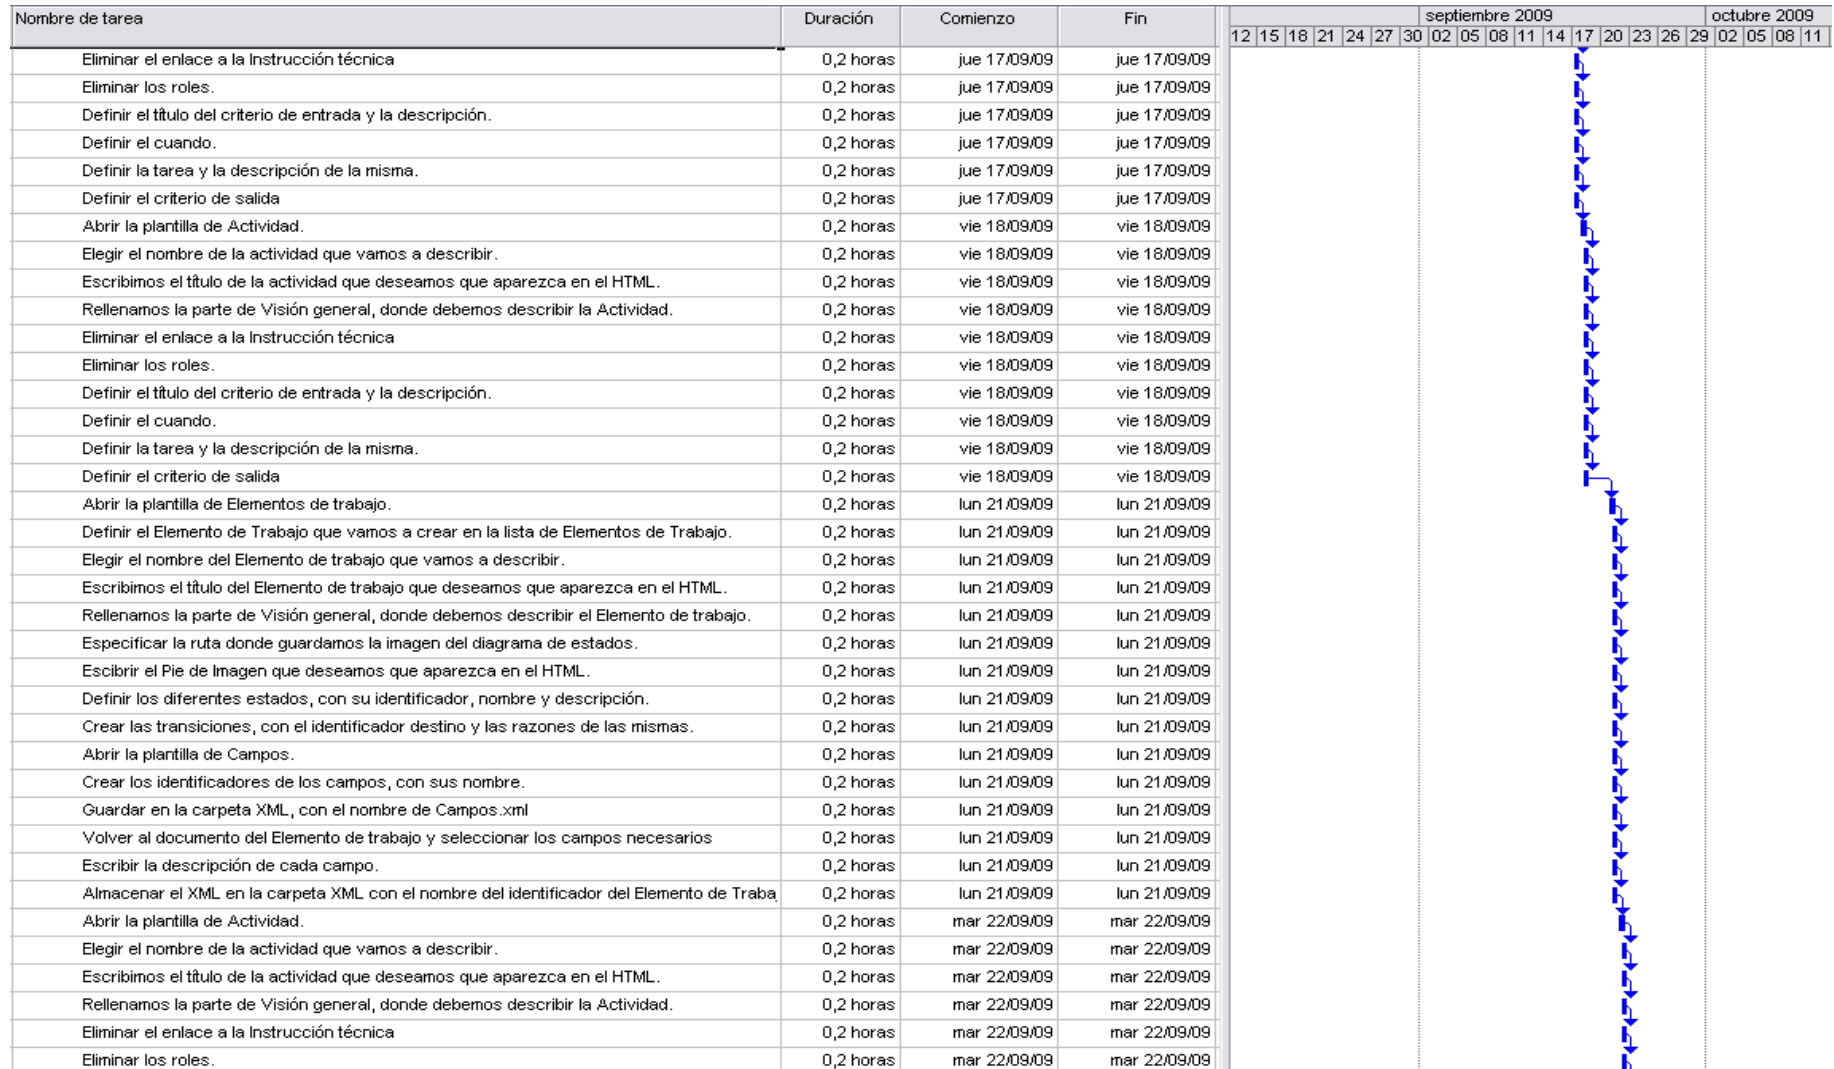 Nombre de tarea Duración Comienzo Fin septiembre 2009 octubre 2009
12 15 18 21 24 27 30 02 05 08 11 14 17 20 23 26 29 02 05 08 11
Eliminar el enlace a la Instrucción técnica 0,2 horas jue 17/09/09 jue 17/09/09
Eliminar los roles. 0,2 horas jue 17/09/09 jue 17/09/09
Definir el título del criterio de entrada y la descripción. 0,2 horas jue 17/09/09 jue 17/09/09
Definir el cuando. 0,2 horas jue 17/09/09 jue 17/09/09
Definir la tarea y la descripción de la misma. 0,2 horas jue 17/09/09 jue 17/09/09
Definir el criterio de salida 0,2 horas jue 17/09/09 jue 17/09/09
Abrir la plantilla de Actividad. 0,2 horas vie 18/09/09 vie 18/09/09
Elegir el nombre de la actividad que vamos a describir. 0,2 horas vie 18/09/09 vie 18/09/09
Escribimos el título de la actividad que deseamos que aparezca en el HTML. 0,2 horas vie 18/09/09 vie 18/09/09
Rellenamos la parte de Visión general, donde debemos describir la Actividad. 0,2 horas vie 18/09/09 vie 18/09/09
Eliminar el enlace a la Instrucción técnica 0,2 horas vie 18/09/09 vie 18/09/09
Eliminar los roles. 0,2 horas vie 18/09/09 vie 18/09/09
Definir el título del criterio de entrada y la descripción. 0,2 horas vie 18/09/09 vie 18/09/09
Definir el cuando. 0,2 horas vie 18/09/09 vie 18/09/09
Definir la tarea y la descripción de la misma. 0,2 horas vie 18/09/09 vie 18/09/09
Definir el criterio de salida 0,2 horas vie 18/09/09 vie 18/09/09
Abrir la plantilla de Elementos de trabajo. 0,2 horas lun 21/09/09 lun 21/09/09
Definir el Elemento de Trabajo que vamos a crear en la lista de Elementos de Trabajo. 0,2 horas lun 21/09/09 lun 21/09/09
Elegir el nombre del Elemento de trabajo que vamos a describir. 0,2 horas lun 21/09/09 lun 21/09/09
Escribimos el título del Elemento de trabajo que deseamos que aparezca en el HTML. 0,2 horas lun 21/09/09 lun 21/09/09
Rellenamos la parte de Visión general, donde debemos describir el Elemento de trabajo. 0,2 horas lun 21/09/09 lun 21/09/09
Especificar la ruta donde guardamos la imagen del diagrama de estados. 0,2 horas lun 21/09/09 lun 21/09/09
Escibrir el Pie de Imagen que deseamos que aparezca en el HTML. 0,2 horas lun 21/09/09 lun 21/09/09
Definir los diferentes estados, con su identificador, nombre y descripción. 0,2 horas lun 21/09/09 lun 21/09/09
Crear las transiciones, con el identificador destino y las razones de las mismas. 0,2 horas lun 21/09/09 lun 21/09/09
Abrir la plantilla de Campos. 0,2 horas lun 21/09/09 lun 21/09/09
Crear los identificadores de los campos, con sus nombre. 0,2 horas lun 21/09/09 lun 21/09/09
Guardar en la carpeta XML, con el nombre de Campos.xml 0,2 horas lun 21/09/09 lun 21/09/09
Volver al documento del Elemento de trabajo y seleccionar los campos necesarios 0,2 horas lun 21/09/09 lun 21/09/09
Escribir la descripción de cada campo. 0,2 horas lun 21/09/09 lun 21/09/09
Almacenar el XML en la carpeta XML con el nombre del identificador del Elemento de Traba 0,2 horas lun 21/09/09 lun 21/09/09
Abrir la plantilla de Actividad. 0,2 horas mar 22/09/09 mar 22/09/09
Elegir el nombre de la actividad que vamos a describir. 0,2 horas mar 22/09/09 mar 22/09/09
Escribimos el título de la actividad que deseamos que aparezca en el HTML. 0,2 horas mar 22/09/09 mar 22/09/09
Rellenamos la parte de Visión general, donde debemos describir la Actividad. 0,2 horas mar 22/09/09 mar 22/09/09
Eliminar el enlace a la Instrucción técnica 0,2 horas mar 22/09/09 mar 22/09/09
Eliminar los roles. 0,2 horas mar 22/09/09 mar 22/09/09